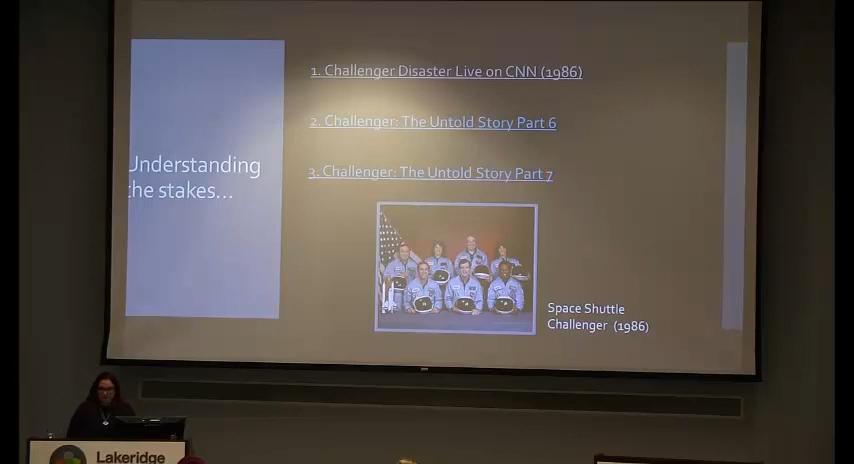 Understanding
the stakes...
1. Challenger Disaster Live on CNN (1986)
2. Challenger: The Untold Story Part 6
3. Challenger: The Untold Story Part 7
Space Shuttle
Challenger (1986)
Lakeridge